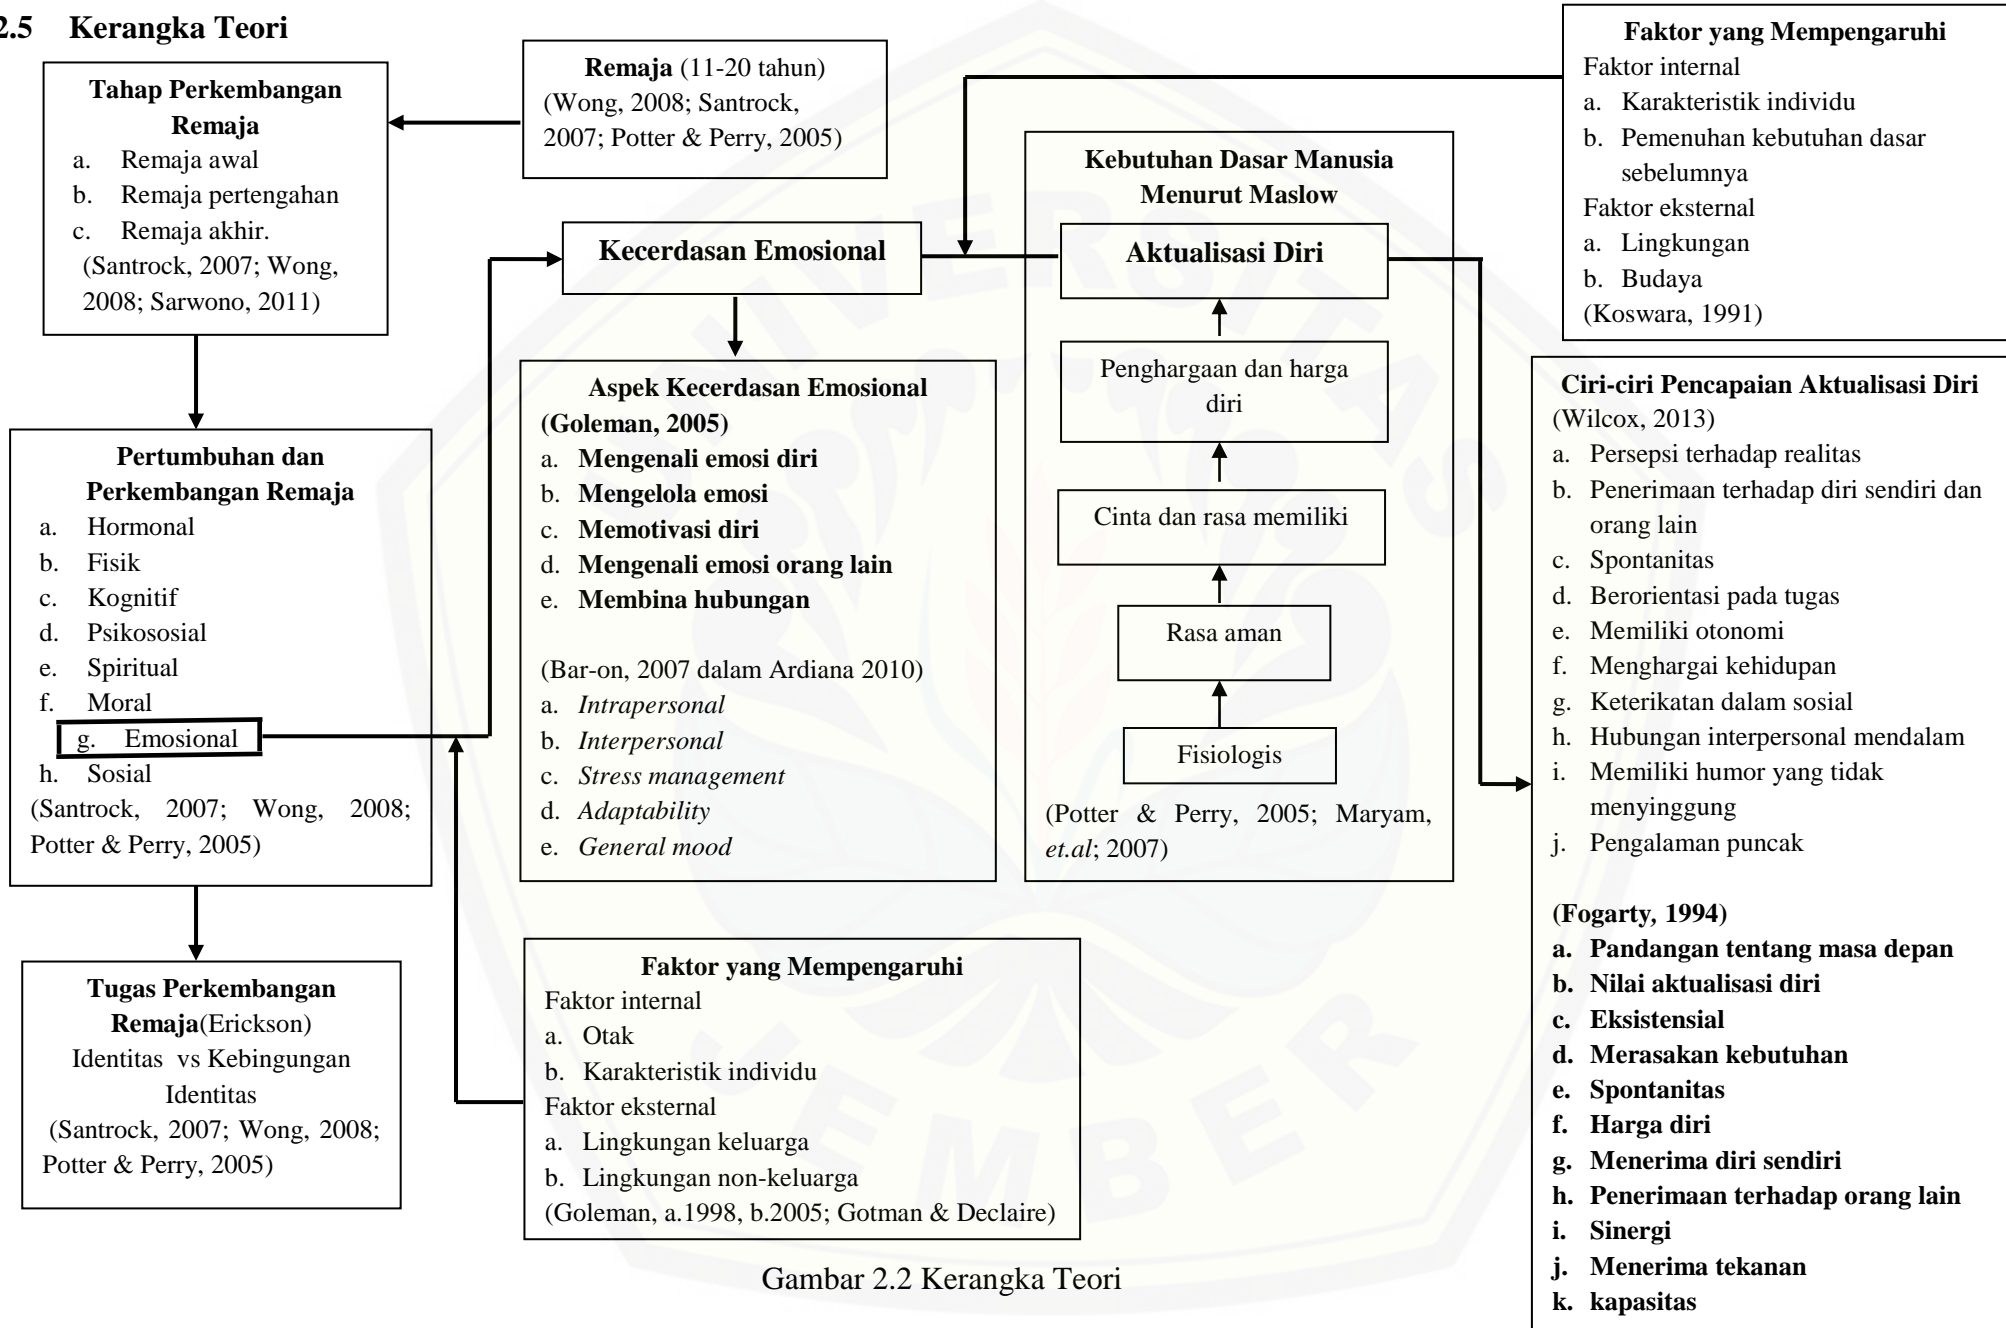 2.5 Kerangka Teori
Remaja (11-20 tahun)
(Wong, 2008; Santrock,
2007; Potter & Perry, 2005)
Tahap Perkembangan
Remaja
a. Remaja awal
b. Remaja pertengahan
c. Remaja akhir.
(Santrock, 2007; Wong,
2008; Sarwono, 2011)
Pertumbuhan dan
Perkembangan Remaja
a. Hormonal
b. Fisik
c. Kognitif
d. Psikososial
e. Spiritual
f. Moral
g. Emosional
h. Sosial
(Santrock, 2007; Wong, 2008;
Potter & Perry, 2005)
Tugas Perkembangan
Remaja(Erickson)
Identitas vs Kebingungan
Identitas
(Santrock, 2007; Wong, 2008;
Potter & Perry, 2005)
Kecerdasan Emosional
Aspek Kecerdasan Emosional
(Goleman, 2005)
a. Mengenali emosi diri
b. Mengelola emosi
c. Memotivasi diri
d. Mengenali emosi orang lain
e. Membina hubungan
(Bar-on, 2007 dalam Ardiana 2010)
a. Intrapersonal
b. Interpersonal
c. Stress management
d. Adaptability
e. General mood
Faktor yang Mempengaruhi
Faktor internal
a. Otak
b. Karakteristik individu
Faktor eksternal
a. Lingkungan keluarga
b. Lingkungan non-keluarga
(Goleman, a.1998, b.2005; Gotman & Declaire)
Kebutuhan Dasar Manusia
Menurut Maslow
Aktualisasi Diri
Penghargaan dan harga
diri
Cinta dan rasa memiliki
Rasa aman
Fisiologis
(Potter & Perry, 2005; Maryam,
et.al; 2007)
Faktor yang Mempengaruhi
Faktor internal
a. Karakteristik individu
b. Pemenuhan kebutuhan dasar
sebelumnya
Faktor eksternal
a. Lingkungan
b. Budaya
(Koswara, 1991)
Ciri-ciri Pencapaian Aktualisasi Diri
(Wilcox, 2013)
a. Persepsi terhadap realitas
b. Penerimaan terhadap diri sendiri dan
orang lain
c. Spontanitas
d. Berorientasi pada tugas
e. Memiliki otonomi
f. Menghargai kehidupan
g. Keterikatan dalam sosial
h. Hubungan interpersonal mendalam
i. Memiliki humor yang tidak
menyinggung
j. Pengalaman puncak
(Fogarty, 1994)
a. Pandangan tentang masa depan
b. Nilai aktualisasi diri
c. Eksistensial
d. Merasakan kebutuhan
e. Spontanitas
f. Harga diri
g. Menerima diri sendiri
h. Penerimaan terhadap orang lain
i. Sinergi
j. Menerima tekanan
k. kapasitas
Gambar 2.2 Kerangka Teori
UNIVERSITAS
JEMBER